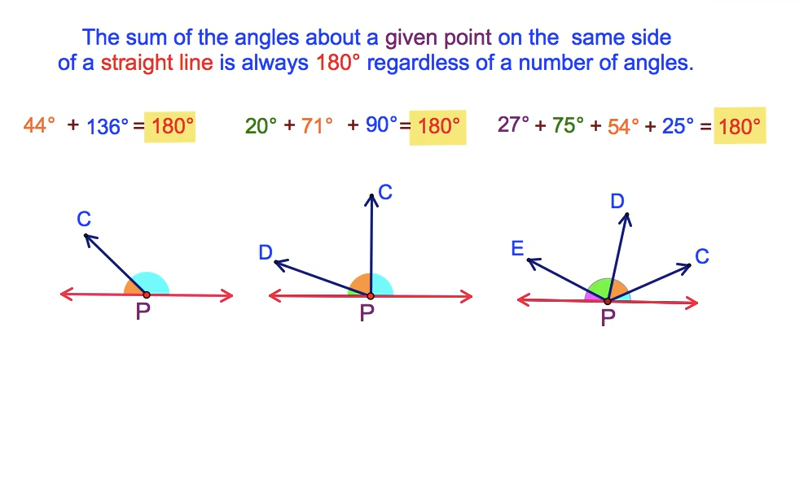 The sum of the angles about a given point on the same side
of a straight line is always 180° regardless of a number of angles.
44° + 136° = 180°
20° + 71° + 90° = 180°
27° + 75° + 54° + 25° = 180°
C
P
D
C
P
E
D
C
P